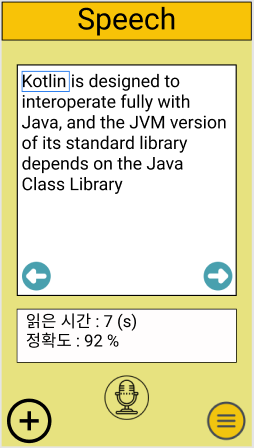 Speech
Kotlin is designed to
interoperate fully with
Java, and the JVM version
of its standard library
depends on the Java
Class Library
읽은 시간 : 7 (s)
정확도 : 92 %